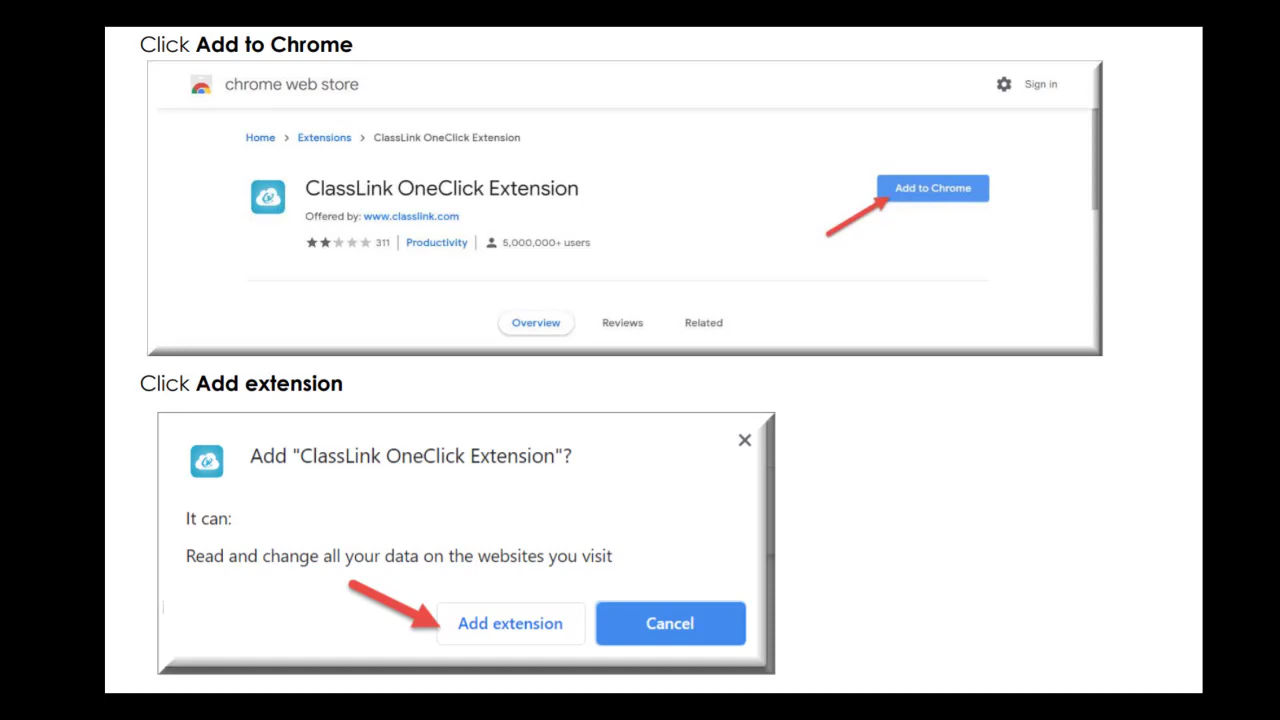 Click Add to Chrome
chrome web store
Sign in
Home > Extensions > ClassLink OneClick Extension
ClassLink OneClick Extension
Add to Chrome
Offered by: www.classlink.com
★★★★★ 311 | Productivity | 5,000,000+ users
Overview
Reviews
Related
Click Add extension
Add "ClassLink OneClick Extension"?
It can:
Read and change all your data on the websites you visit
Add extension
Cancel